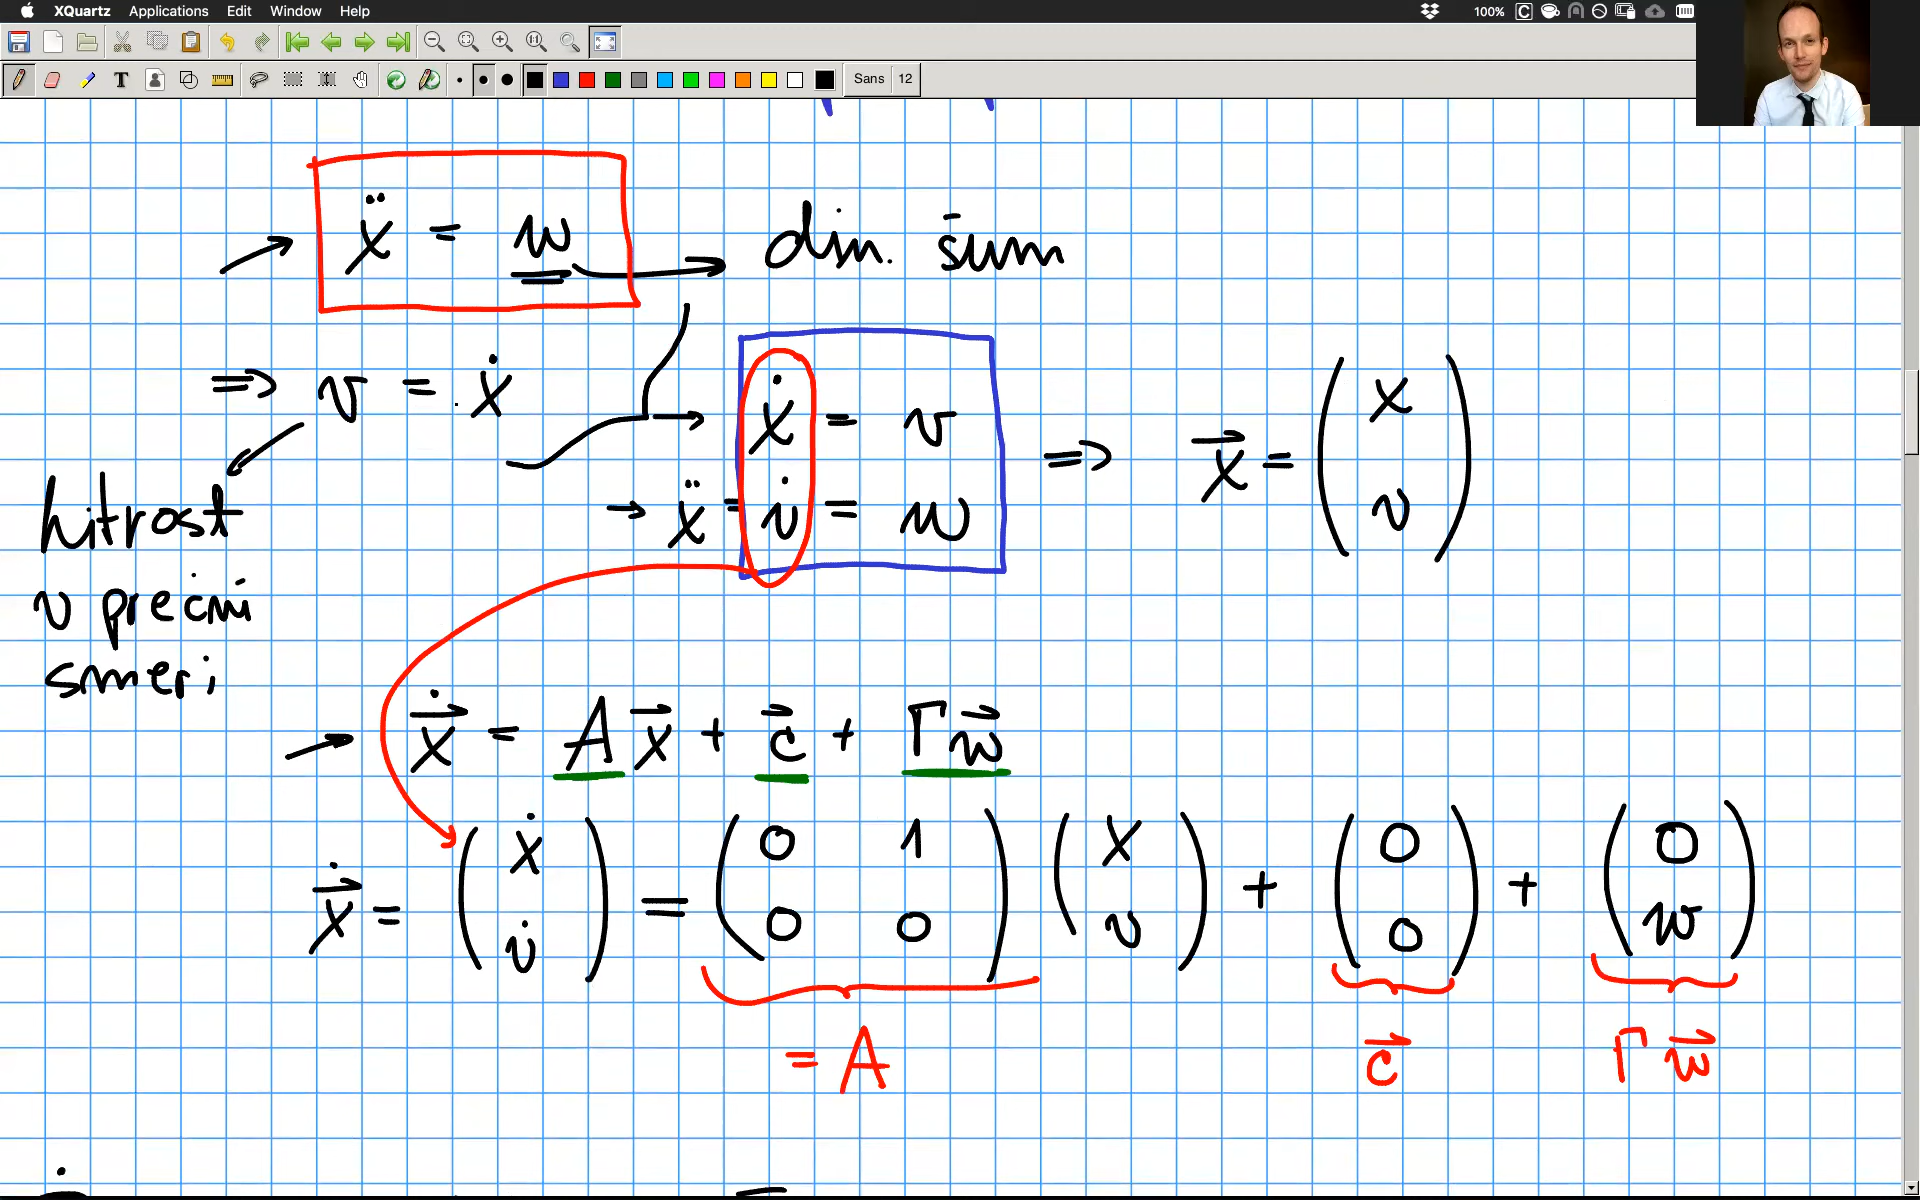 XQuartz Applications Edit Window Help 100%
Sans 12
ẍ = w → din. šum
⇒ v = ẋ
hitrost
v prečni
smeri
→ ẋ = v
→ ẍ = v̇ = w
⇒ x⃗ = (x v)
→ ẋ⃗ = A x⃗ + c⃗ + Γ w⃗
ẋ⃗ = (ẋ v̇) = (0 1 0 0) (x v) + (0 0) + (0 w)
= A
c⃗
Γ w⃗